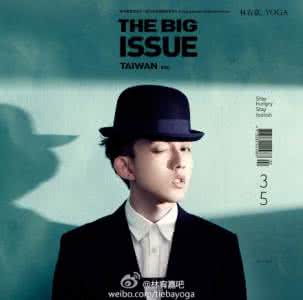 林宥嘉, YOGA
THE BIG
ISSUE
TAIWAN
Stay
Hungry
Stay
Foolish
35
@林宥嘉吧
weibo.com/tiebayoga